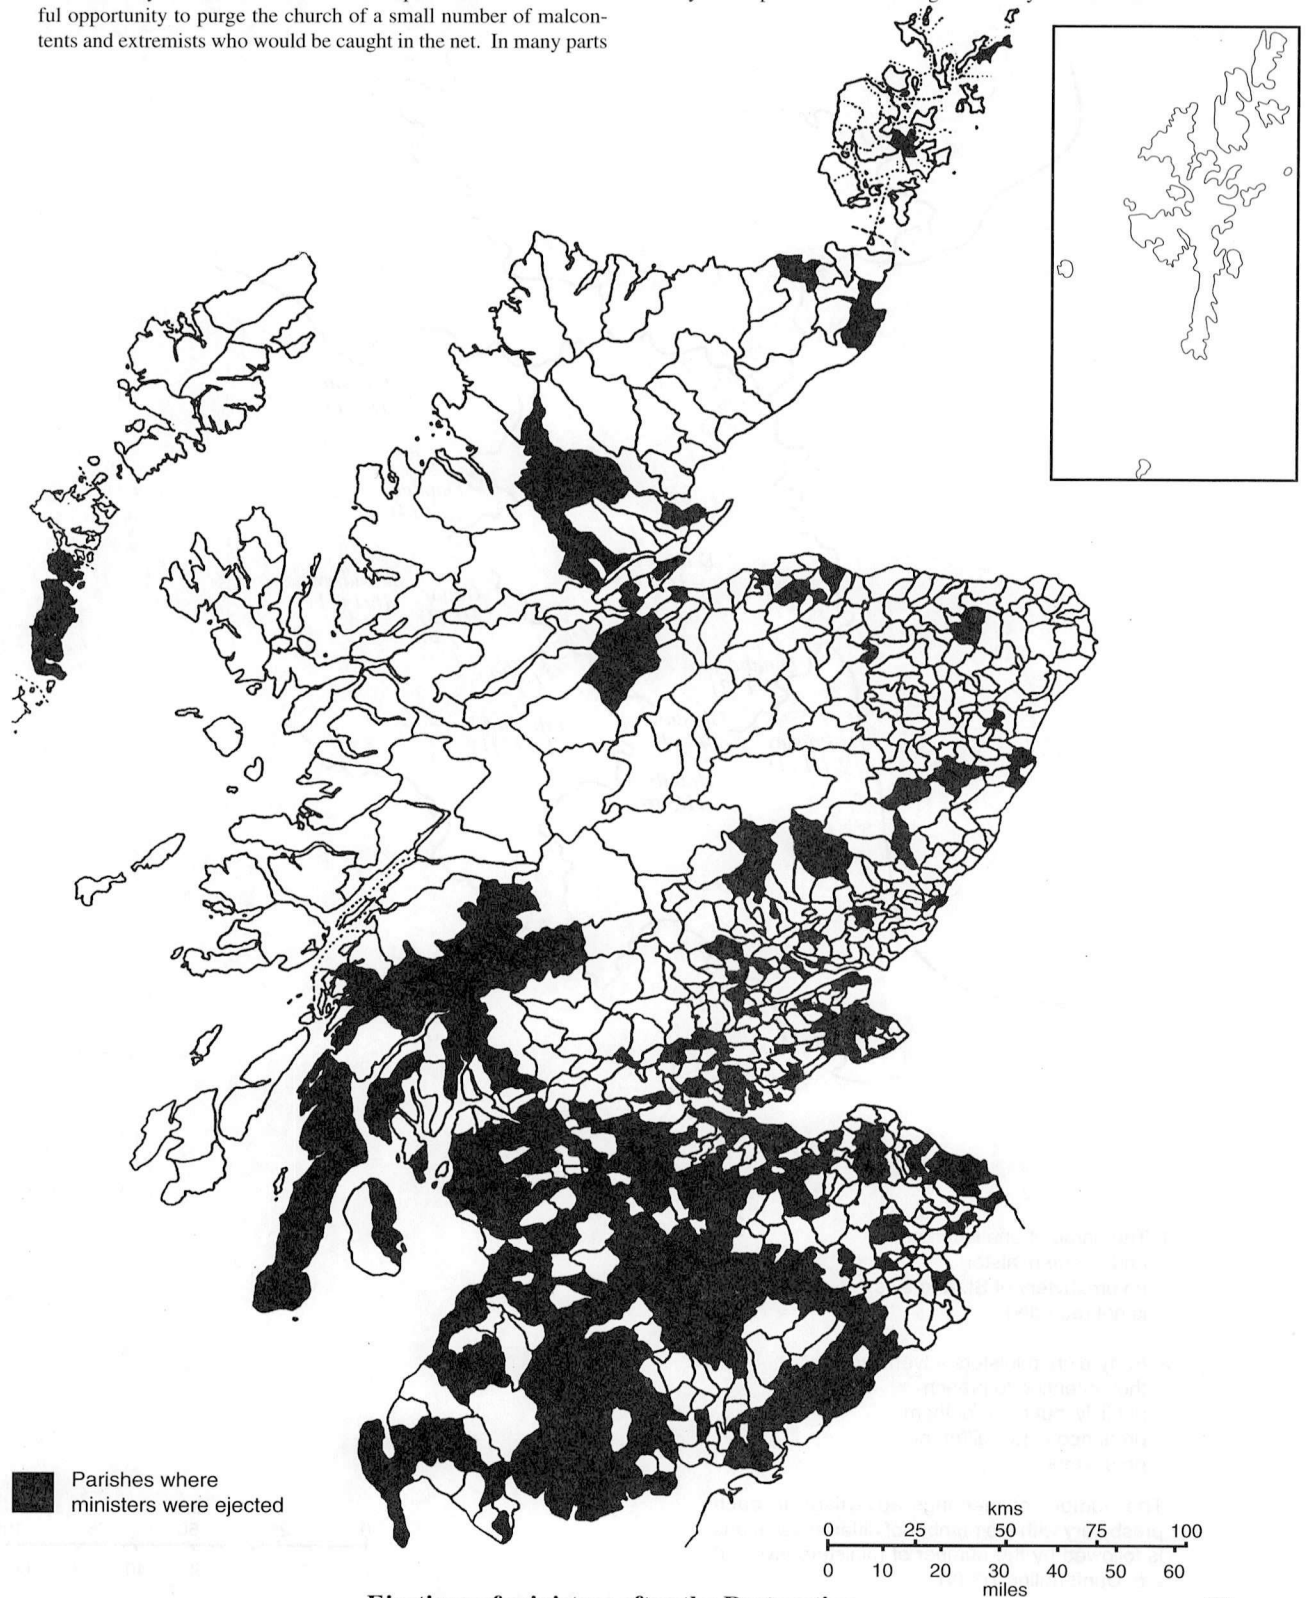 ful opportunity to purge the church of a small number of malcon-
tents and extremists who would be caught in the net. In many parts
Parishes where
ministers were ejected
kms
0 25 50 75 100
0 10 20 30 40 50 60
miles